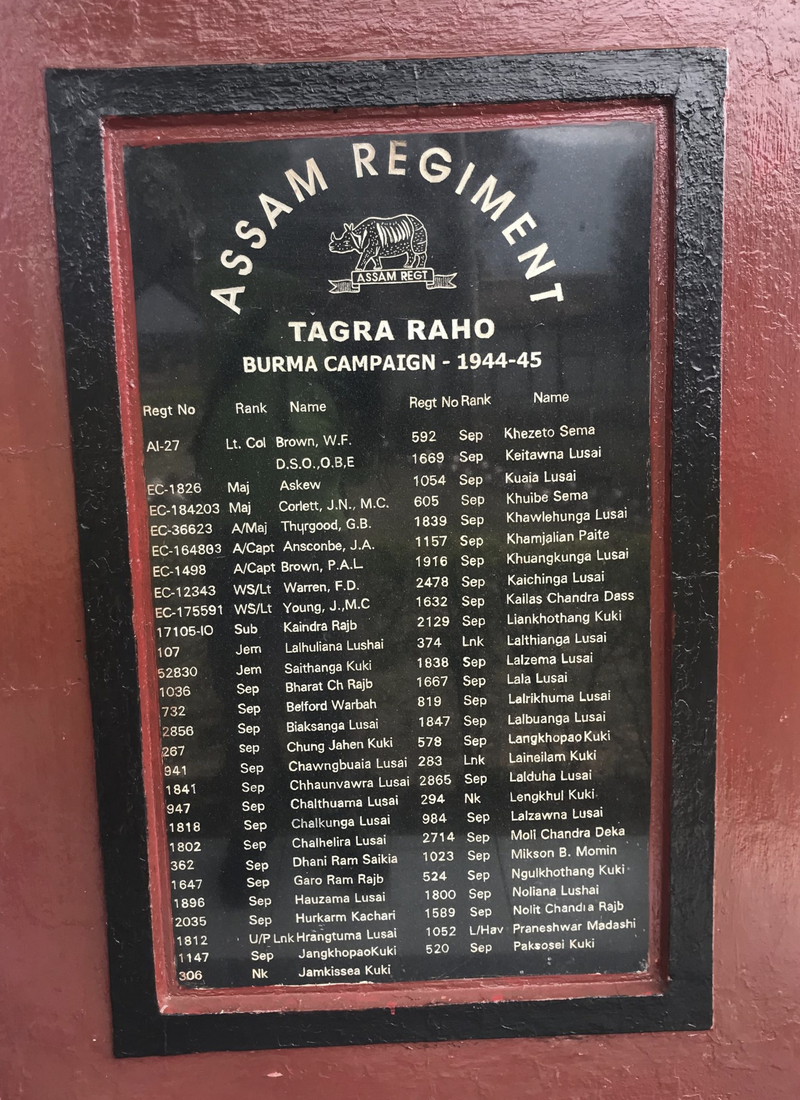 ASSAM REGIMENT
ASSAM REGT
TAGRA RAHO
BURMA CAMPAIGN - 1944-45
Regt No Rank Name
AI-27 Lt. Col Brown, W.F.
D.S.O.,O.B,E
EC-1826 Maj Askew
EC-184203 Maj Corlett, J.N., M.C.
EC-36623 A/Maj Thurgood, G.B.
EC-164803 A/Capt Ansconbe, J.A.
EC-1498 A/Capt Brown, P.A.L
EC-12343 WS/Lt Warren, F.D.
EC-175591 WS/Lt Young, J.,M.C
17105-IO Sub Kaindra Rajb
107 Jem Lalhuliana Lushai
52830 Jem Saithanga Kuki
1036 Sep Bharat Ch Rajb
732 Sep Belford Warbah
2856 Sep Biaksanga Lusai
267 sep Chung Jahen Kuki
941 Sep Chawngbuaia Lusai
1841 Sep Chhaunvawra Lusai
947 Sep Chalthuama Lusai
1818 Sep Chalkunga Lusai
1802 Sep Chalhelira Lusai
362 Sep Dhani Ram Saikia
1647 Sep Garo Ram Rajb
1896 Sep Hauzama Lusai
2035 Sep Hurkarm Kachari
1812 U/P Lnk Hrangtuma Lusai
1147 Sep JangkhopaoKuki
306 Nk Jamkissea Kuki
Regt No Rank Name
592 Sep Khezeto Sema
1669 Sep Keitawna Lusai
1054 Sep Kuaia Lusai
605 Sep Khuibe Sema
1839 Sep Khawlehunga Lusai
1157 Sep Khamjalian Paite
1916 Sep Khuangkunga Lusai
2478 Sep Kaichinga Lusai
1632 Sep Kailas Chandra Dass
2129 Sep Liankhothang Kuki
374 Lnk Lalthianga Lusai
1838 Sep Lalzema Lusai
1667 Sep Lala Lusai
819 Sep Lalrikhuma Lusai
1847 Sep Lalbuanga Lusai
578 Sep LangkhopaoKuki
283 Lnk Laineilam Kuki
2865 Sep Lalduha Lusai
294 Nk Lengkhul Kuki
984 Sep Lalzawna Lusai
2714 Sep Moli Chandra Deka
1023 Sep Mikson B. Momin
524 Sep Ngulkhothang Kuki
1800 Sep Noliana Lushai
1589 Sep Nolit Chandra Rajb
1052 L/Hav Praneshwar Madashi
520 Sep Paksosei Kuki